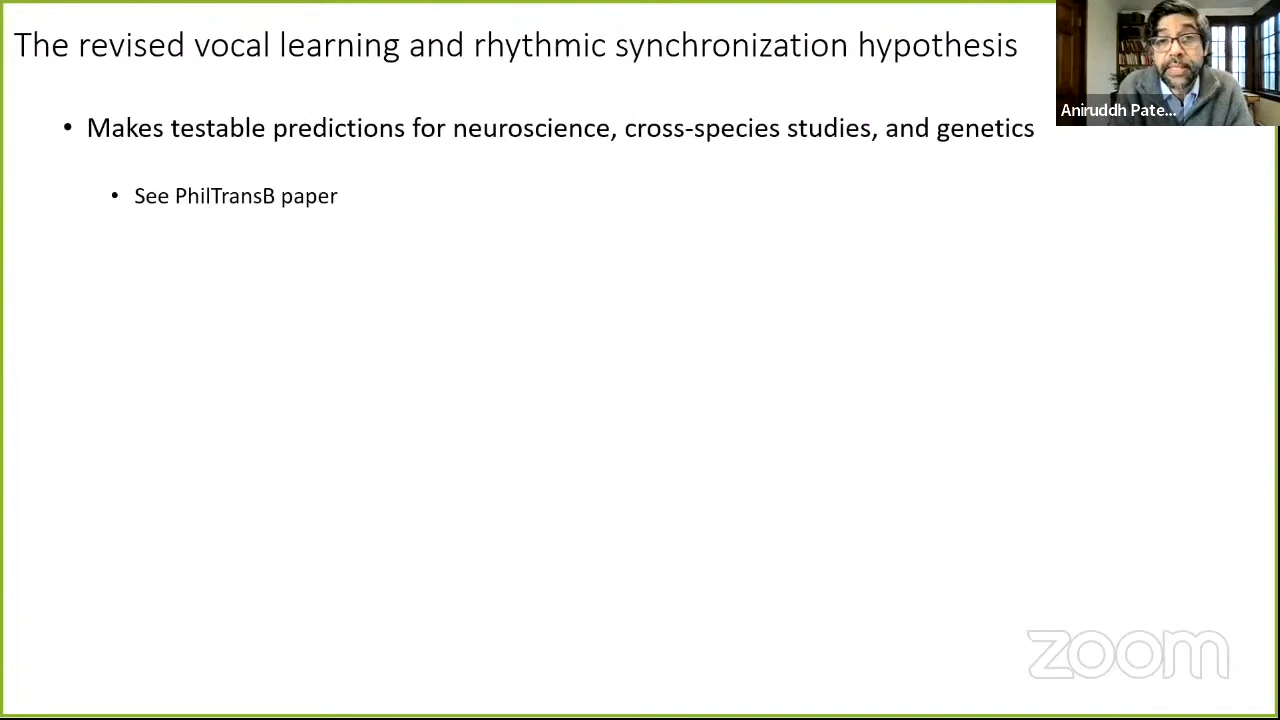 The revised vocal learning and rhythmic synchronization hypothesis
• Makes testable predictions for neuroscience, cross-species studies, and genetics
• See PhilTransB paper
Aniruddh Pate...
zoom